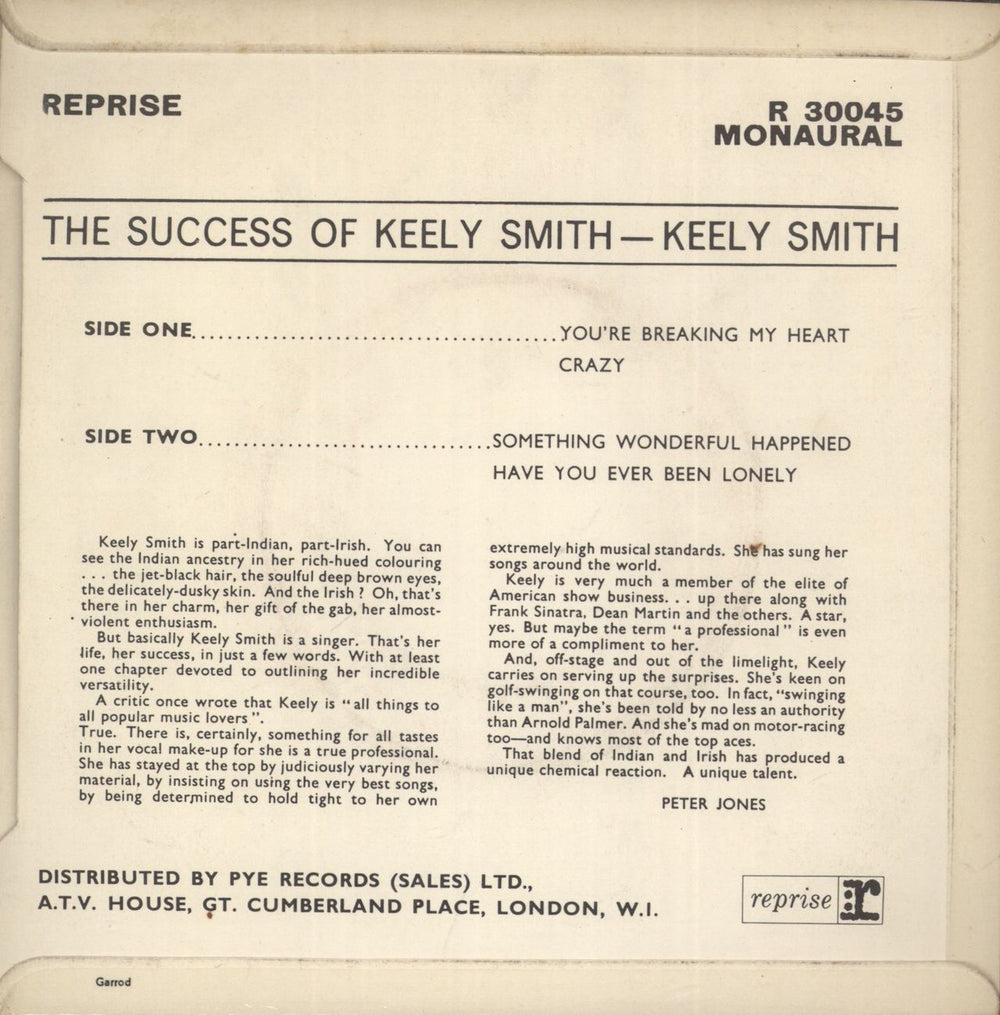 REPRISE
R 30045
MONAURAL
THE SUCCESS OF KEELY SMITH — KEELY SMITH
SIDE ONE........................................YOU'RE BREAKING MY HEART
CRAZY
SIDE TWO................................SOMETHING WONDERFUL HAPPENED
HAVE YOU EVER BEEN LONELY
Keely Smith is part-Indian, part-Irish. You can
see the Indian ancestry in her rich-hued colouring
. . . the jet-black hair, the soulful deep brown eyes,
the delicately-dusky skin. And the Irish ? Oh, that's
there in her charm, her gift of the gab, her almost-
violent enthusiasm.
But basically Keely Smith is a singer. That's her
life, her success, in just a few words. With at least
one chapter devoted to outlining her incredible
versatility.
A critic once wrote that Keely is "all things to
all popular music lovers".
True. There is, certainly, something for all tastes
in her vocal make-up for she is a true professional.
She has stayed at the top by judiciously varying her
material, by insisting on using the very best songs,
by being determined to hold tight to her own
extremely high musical standards. She has sung her
songs around the world.
Keely is very much a member of the elite of
American show business. . . up there along with
Frank Sinatra, Dean Martin and the others. A star,
yes. But maybe the term "a professional" is even
more of a compliment to her.
And, off-stage and out of the limelight, Keely
carries on serving up the surprises. She's keen on
golf-swinging on that course, too. In fact, "swinging
like a man", she's been told by no less an authority
than Arnold Palmer. And she's mad on motor-racing
too—and knows most of the top aces.
That blend of Indian and Irish has produced a
unique chemical reaction. A unique talent.
PETER JONES
DISTRIBUTED BY PYE RECORDS (SALES) LTD.,
A.T.V. HOUSE, GT. CUMBERLAND PLACE, LONDON, W.I.
reprise r
Garrod